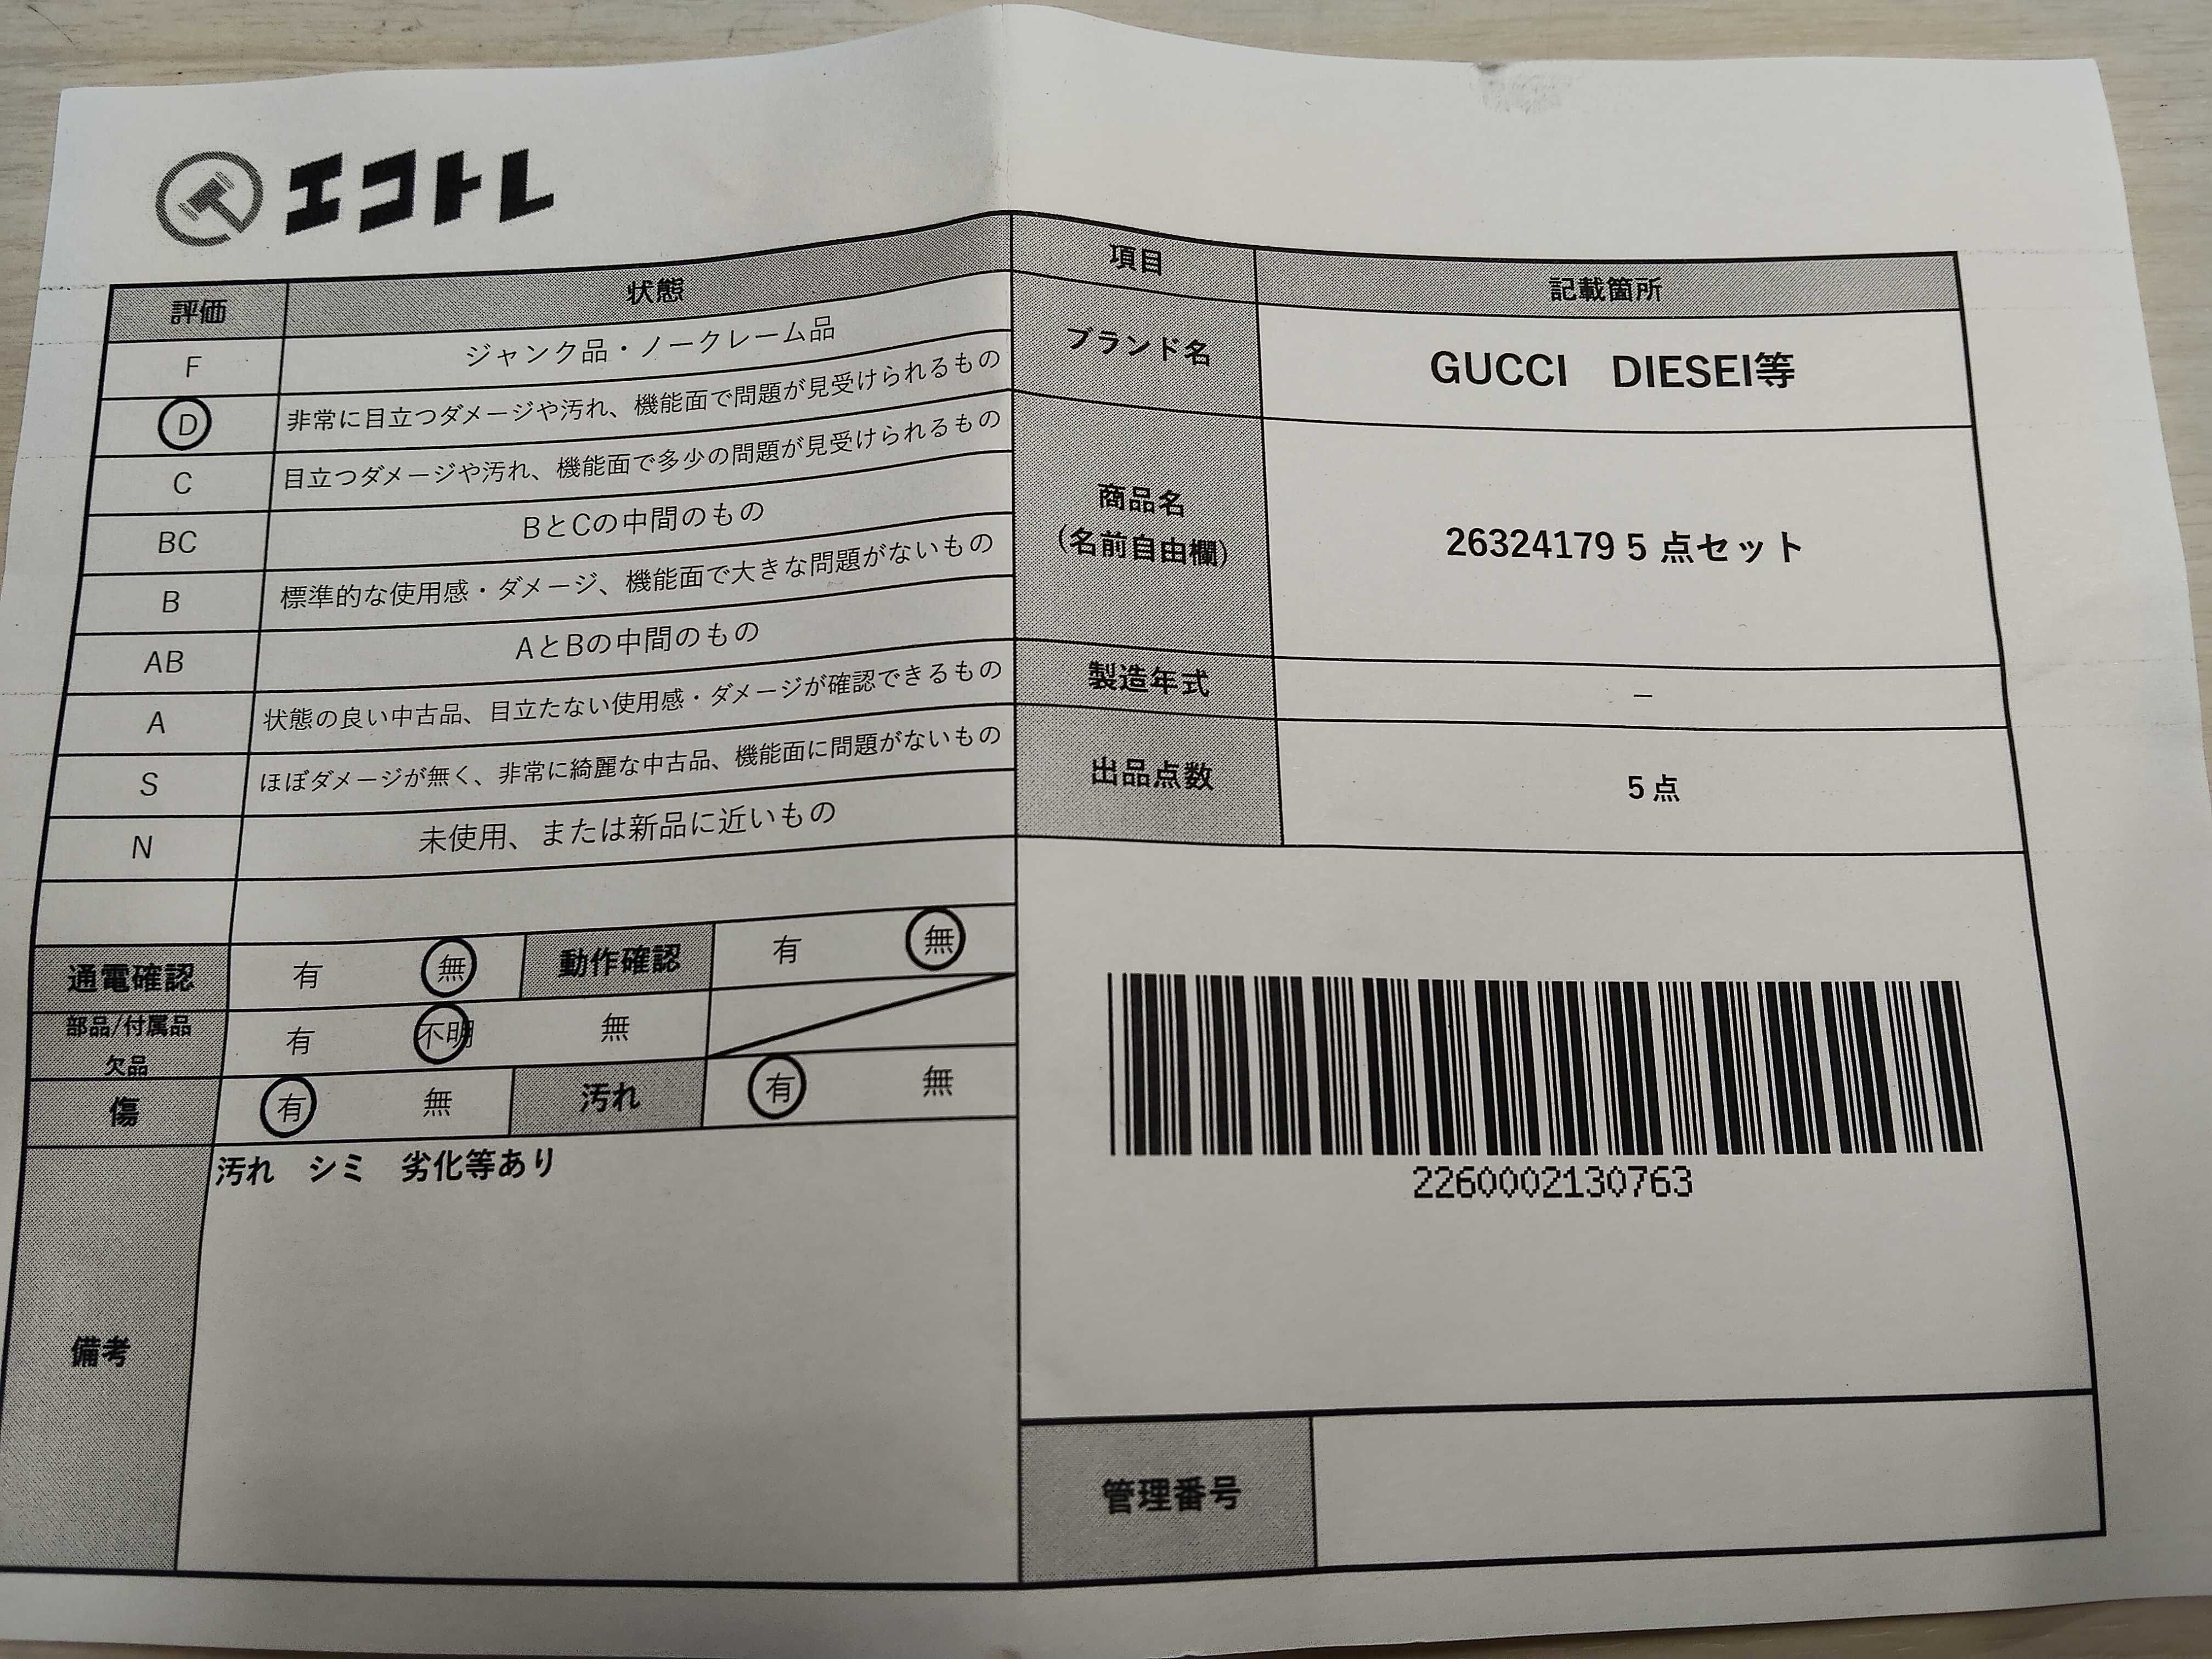 エコトレ
評価 状態
F ジャンク品・ノークレーム品
D 非常に目立つダメージや汚れ、機能面で問題が見受けられるもの
C 目立つダメージや汚れ、機能面で多少の問題が見受けられるもの
BC BとCの中間のもの
B 標準的な使用感・ダメージ、機能面で大きな問題がないもの
AB AとBの中間のもの
A 状態の良い中古品、目立たない使用感・ダメージが確認できるもの
S ほぼダメージが無く、非常に綺麗な中古品、機能面に問題がないもの
N 未使用、または新品に近いもの
通電確認 有 無 動作確認 有 無
部品/付属品
欠品
有 不明 無
傷 有 無 汚れ 有 無
備考
汚れ シミ 劣化等あり
項目 記載箇所
ブランド名 GUCCI DIESEI等
商品名
(名前自由欄)
26324179 5 点セット
製造年式 –
出品点数 5 点
2260002130763
管理番号